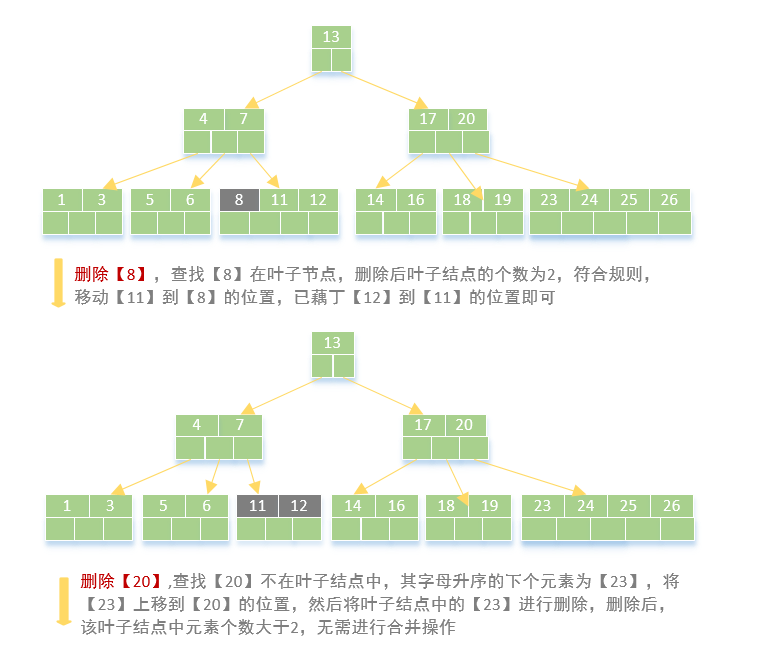 13
4 7 17 20
1 3 5 6 8 11 12 14 16 18 19 23 24 25 26
删除【8】，查找【8】在叶子节点，删除后叶子结点的个数为2，符合规则，
移动【11】到【8】的位置，已藕丁【12】到【11】的位置即可
13
4 7 17 20
1 3 5 6 11 12 14 16 18 19 23 24 25 26
删除【20】,查找【20】不在叶子结点中，其字母升序的下个元素为【23】，将
【23】上移到【20】的位置，然后将叶子结点中的【23】进行删除，删除后，
该叶子结点中元素个数大于2，无需进行合并操作